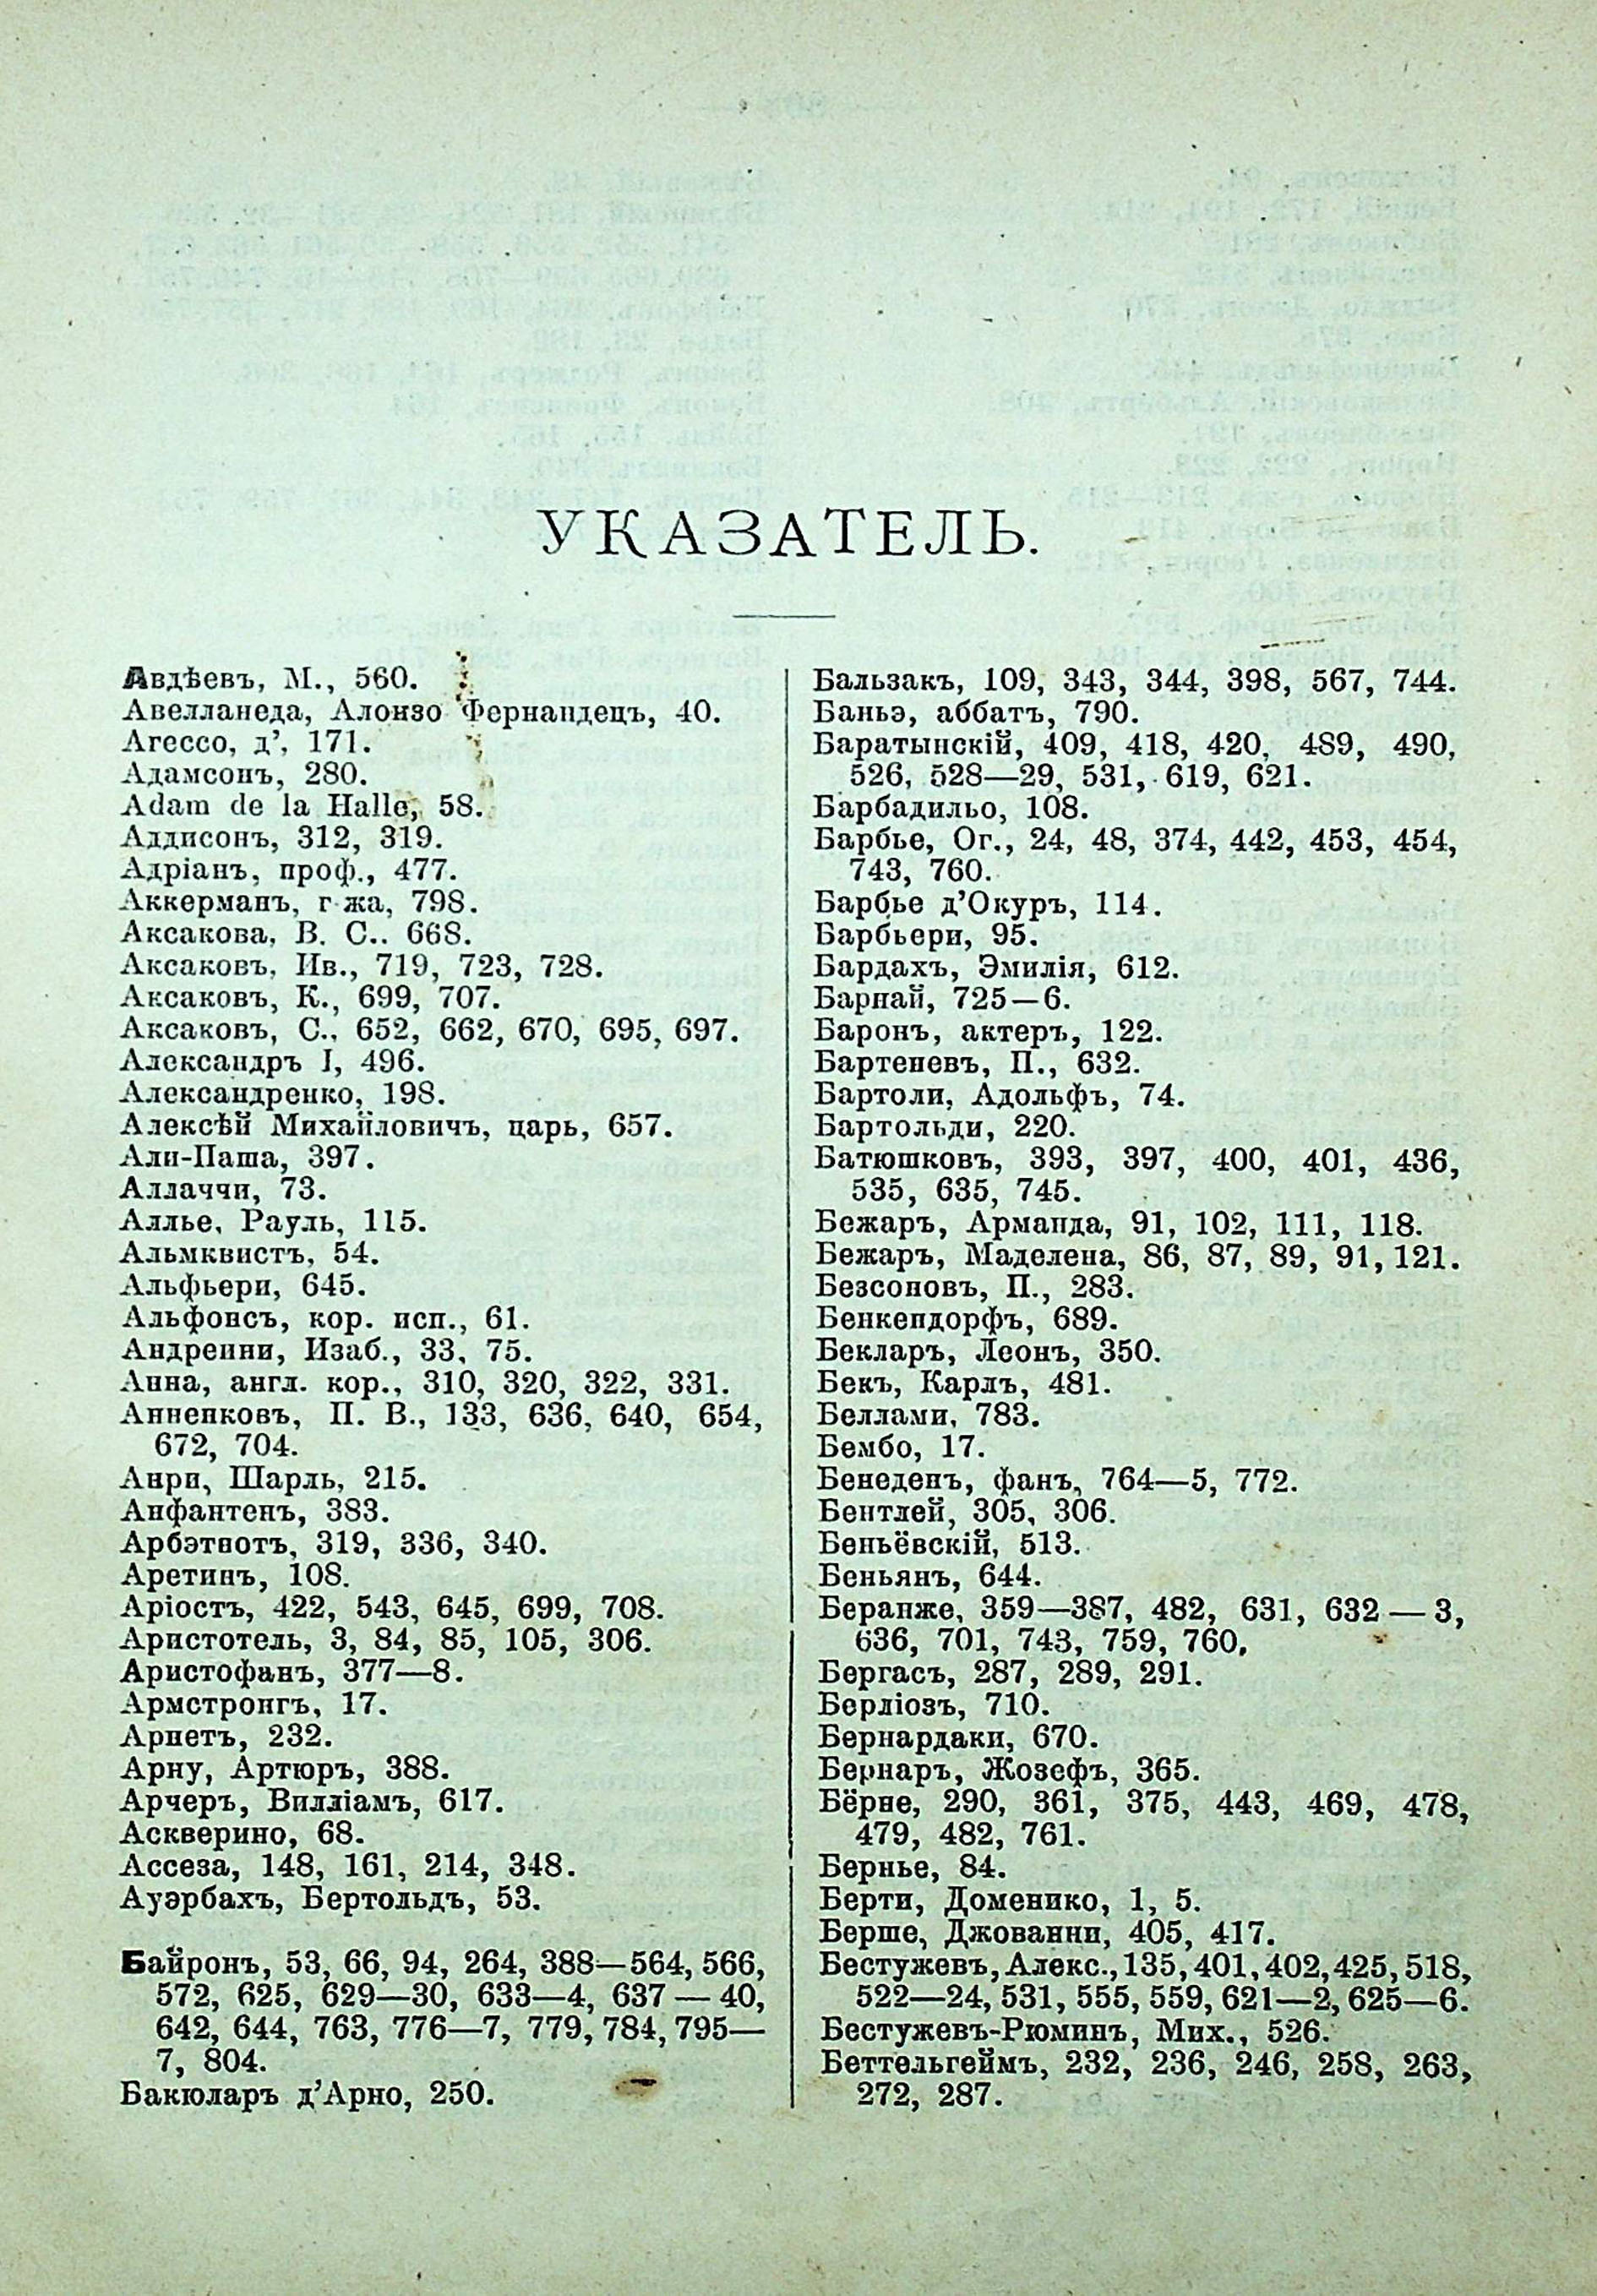 УКАЗАТЕЛЬ.
Авдѣевъ, М., 560.
Авелланеда, Алонзо Фернандецъ, 40.
Агессо, д’, 171.
Адамсонъ, 280.
Adam de la Halle, 58.
Аддисонъ, 312, 319.
Адріанъ, проф., 477.
Аккерманъ, г-жа, 798.
Аксакова, В. С.. 668.
Аксаковъ, Ив., 719, 723, 728.
Аксаковъ, К., 699, 707.
Аксаковъ, С., 652, 662, 670, 695, 697.
Александръ I, 496.
Александренко, 198.
Алексѣй Михайловичъ, царь, 657.
Али-Паша, 397.
Аллаччи, 73.
Аллье, Рауль, 115.
Альмквистъ, 54.
Альфьери, 645.
Альфонсъ, кор. исп., 61.
Андреини, Изаб., 33, 75.
Анна, англ. кор., 310, 320, 322, 331.
Анненковъ, П. В., 133, 636, 640, 654,
672, 704.
Анри, Шарль, 215.
Анфантенъ, 383.
Арбэтнотъ, 319, 336, 340.
Аретинъ, 108.
Аріостъ, 422, 543, 645, 699, 708.
Аристотель, 3, 84, 85, 105, 306.
Аристофанъ, 377—8.
Армстронгъ, 17.
Арнетъ, 232.
Арну, Артюръ, 388.
Арчеръ, Вилліамъ, 617.
Аскверино, 68.
Ассеза, 148, 161, 214, 348.
Ауэрбахъ, Бертольдъ, 53.
Байронъ, 53, 66, 94, 264, 388—564, 566,
572, 625, 629—30, 633—4, 637 — 40,
642, 644, 763, 776—7, 779, 784, 795—
7, 804.
Бакюларъ д’Арно, 250.
Бальзакъ, 109, 343, 344, 398, 567, 744.
Баньэ, аббатъ, 790.
Баратынскій, 409, 418, 420, 489, 490,
526, 528—29, 531, 619, 621.
Барбадильо, 108.
Барбье, Ог., 24, 48, 374, 442, 453, 454,
743, 760.
Барбье д’Окуръ, 114.
Барбьери, 95.
Бардахъ, Эмилія, 612.
Барнай, 725—6.
Баронъ, актеръ, 122.
Бартеневъ, П., 632.
Бартоли, Адольфъ, 74.
Бартольди, 220.
Батюшковъ, 393, 397, 400, 401, 436,
535, 635, 745.
Бежаръ, Арманда, 91, 102, 111, 118.
Бежаръ, Маделена, 86, 87, 89, 91, 121.
Безсоновъ, П., 283.
Бенкендорфъ, 689.
Бекларъ, Леонъ, 350.
Бекъ, Карлъ, 481.
Беллами, 783.
Бембо, 17.
Бенеденъ, фанъ, 764—5, 772.
Бентлей, 305, 306.
Беньёвскій, 513.
Беньянъ, 644.
Беранже, 359—387, 482, 631, 632 — 3,
636, 701, 743, 759, 760.
Бергасъ, 287, 289, 291.
Берліозъ, 710.
Бернардаки, 670.
Бернаръ, Жозефъ, 365.
Бёрне, 290, 361, 375, 443, 469, 478,
479, 482, 761.
Бернье, 84.
Берти, Доменико, 1, 5.
Берше, Джованни, 405, 417.
Бестужевъ, Алекс., 135, 401, 402, 425, 518,
522—24, 531, 555, 559, 621—2, 625—6.
Бестужевъ-Рюминъ, Мих., 526.
Беттельгеймъ, 232, 236, 246, 258, 263,
272, 287.